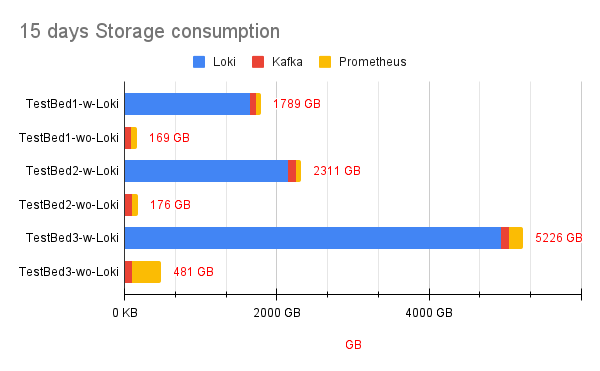 15 days Storage consumption
Loki Kafka Prometheus
TestBed1-w-Loki 1789 GB
TestBed1-wo-Loki 169 GB
TestBed2-w-Loki 2311 GB
TestBed2-wo-Loki 176 GB
TestBed3-w-Loki 5226 GB
TestBed3-wo-Loki 481 GB
0 KB 2000 GB 4000 GB
GB